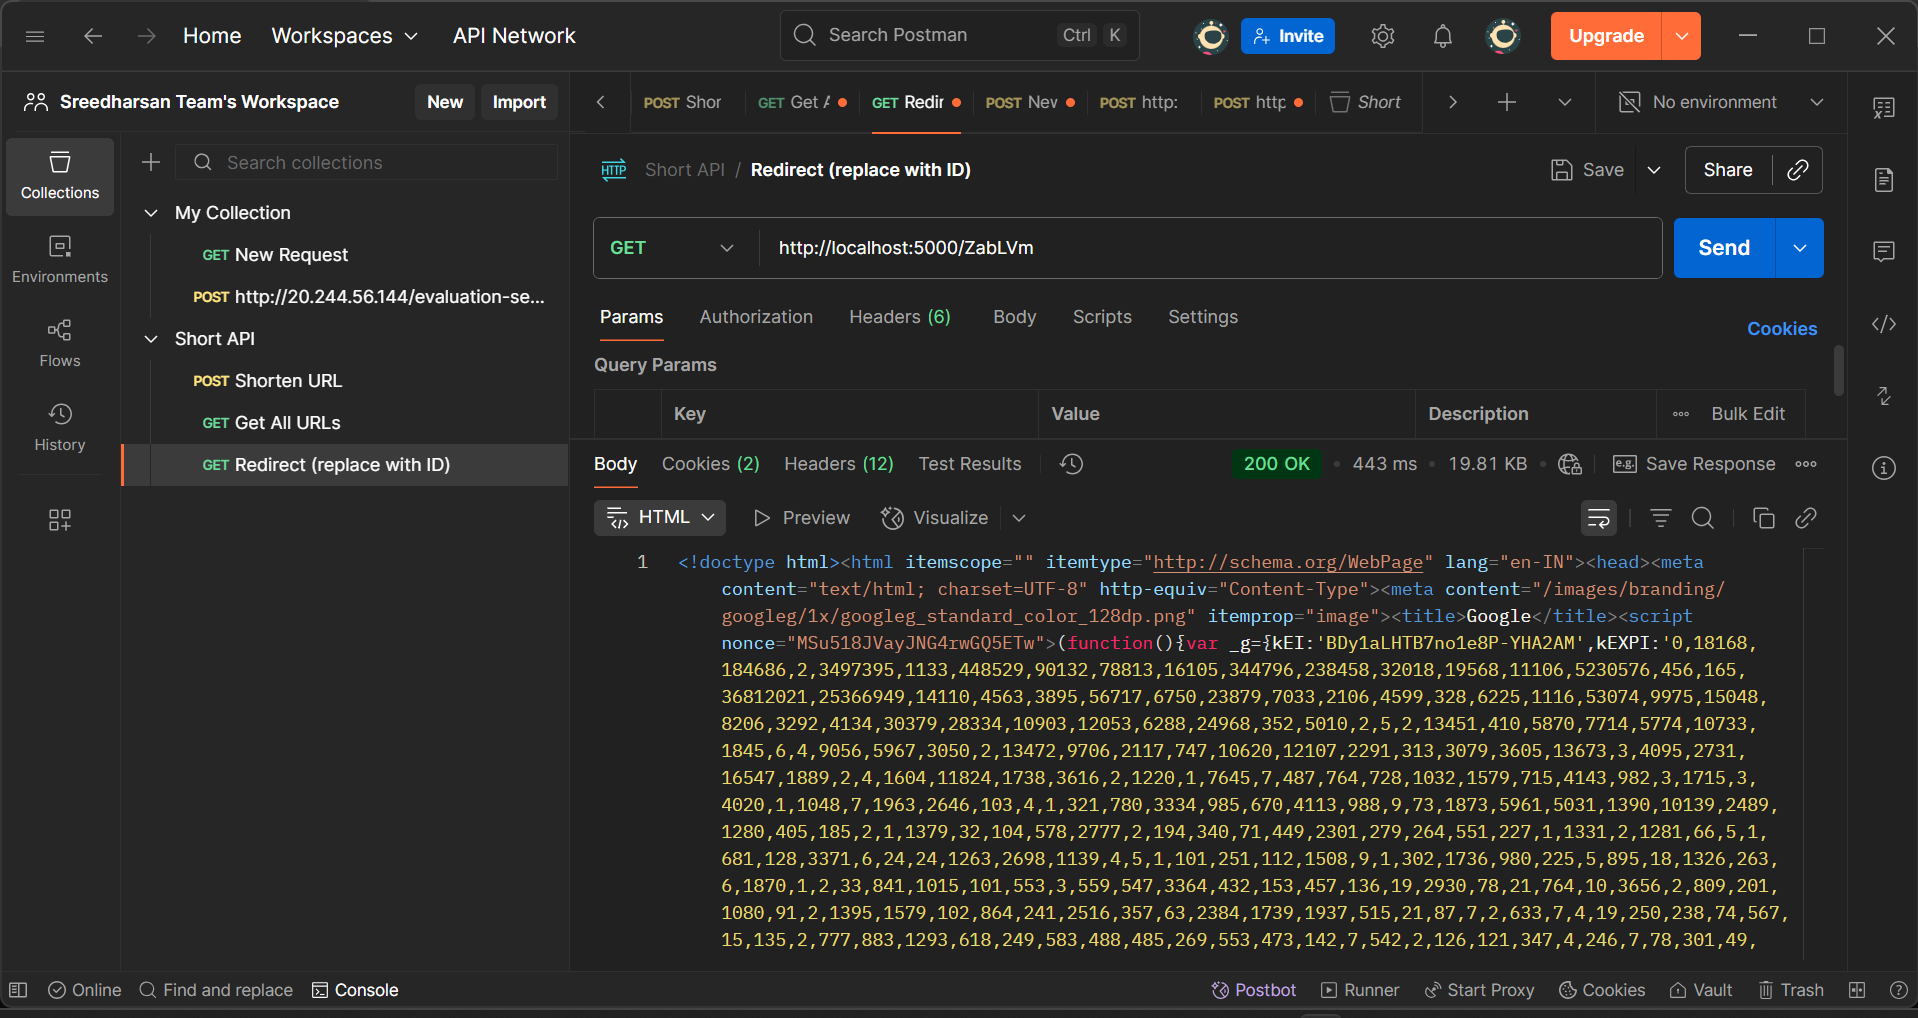 Home Workspaces API Network Search Postman Ctrl K Invite Upgrade
Sreedharsan Team's Workspace New Import
POST Shor GET Get A GET Redir POST New POST http: POST http Short No environment
Collections
Environments
Flows
History
Search collections
My Collection
GET New Request
POST http://20.244.56.144/evaluation-se...
Short API
POST Shorten URL
GET Get All URLs
GET Redirect (replace with ID)
HTTP Short API / Redirect (replace with ID) Save Share
GET http://localhost:5000/ZabLVm Send
Params Authorization Headers (6) Body Scripts Settings Cookies
Query Params
Key Value Description Bulk Edit
Body Cookies (2) Headers (12) Test Results 200 OK • 443 ms • 19.81 KB • e.g. Save Response
HTML Preview Visualize
1 <!doctype html><html itemscope="" itemtype="http://schema.org/WebPage" lang="en-IN"><head><meta
content="text/html; charset=UTF-8" http-equiv="Content-Type"><meta content="/images/branding/
googleg/1x/googleg_standard_color_128dp.png" itemprop="image"><title>Google</title><script
nonce="MSu518JVayJNG4rwGQ5ETw">(function(){var _g={kEI:'BDy1aLHTB7no1e8P-YHA2AM',kEXPI:'0,18168,
184686,2,3497395,1133,448529,90132,78813,16105,344796,238458,32018,19568,11106,5230576,456,165,
36812021,25366949,14110,4563,3895,56717,6750,23879,7033,2106,4599,328,6225,1116,53074,9975,15048,
8206,3292,4134,30379,28334,10903,12053,6288,24968,352,5010,2,5,2,13451,410,5870,7714,5774,10733,
1845,6,4,9056,5967,3050,2,13472,9706,2117,747,10620,12107,2291,313,3079,3605,13673,3,4095,2731,
16547,1889,2,4,1604,11824,1738,3616,2,1220,1,7645,7,487,764,728,1032,1579,715,4143,982,3,1715,3,
4020,1,1048,7,1963,2646,103,4,1,321,780,3334,985,670,4113,988,9,73,1873,5961,5031,1390,10139,2489,
1280,405,185,2,1,1379,32,104,578,2777,2,194,340,71,449,2301,279,264,551,227,1,1331,2,1281,66,5,1,
681,128,3371,6,24,24,1263,2698,1139,4,5,1,101,251,112,1508,9,1,302,1736,980,225,5,895,18,1326,263,
6,1870,1,2,33,841,1015,101,553,3,559,547,3364,432,153,457,136,19,2930,78,21,764,10,3656,2,809,201,
1080,91,2,1395,1579,102,864,241,2516,357,63,2384,1739,1937,515,21,87,7,2,633,7,4,19,250,238,74,567,
15,135,2,777,883,1293,618,249,583,488,485,269,553,473,142,7,542,2,126,121,347,4,246,7,78,301,49,
Online Find and replace Console Postbot Runner Start Proxy Cookies Vault Trash